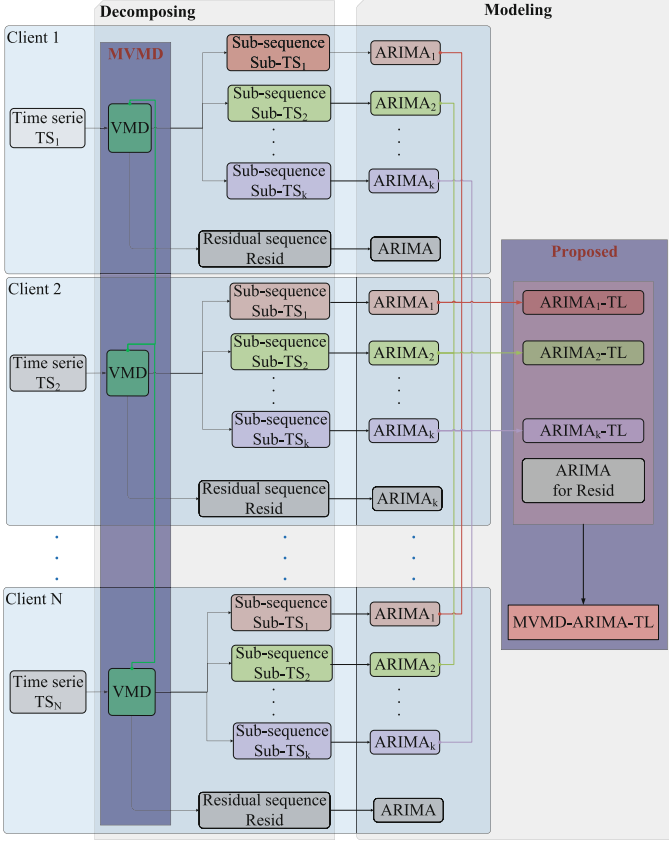 Decomposing
Modeling
Client 1
MVMD
Time serie
TS1
VMD
Sub-sequence
Sub-TS1
ARIMA1
Sub-sequence
Sub-TS2
ARIMA2
Sub-sequence
Sub-TSk
ARIMAk
Residual sequence
Resid
ARIMA
Client 2
Time serie
TS2
VMD
Sub-sequence
Sub-TS1
ARIMA1
Sub-sequence
Sub-TS2
ARIMA2
Sub-sequence
Sub-TSk
ARIMAk
Residual sequence
Resid
ARIMAk
Client N
Time serie
TSN
VMD
Sub-sequence
Sub-TS1
ARIMA1
Sub-sequence
Sub-TS2
ARIMA2
Sub-sequence
Sub-TSk
ARIMAk
Residual sequence
Resid
ARIMA
Proposed
ARIMA1-TL
ARIMA2-TL
ARIMAk-TL
ARIMA
for Resid
MVMD-ARIMA-TL